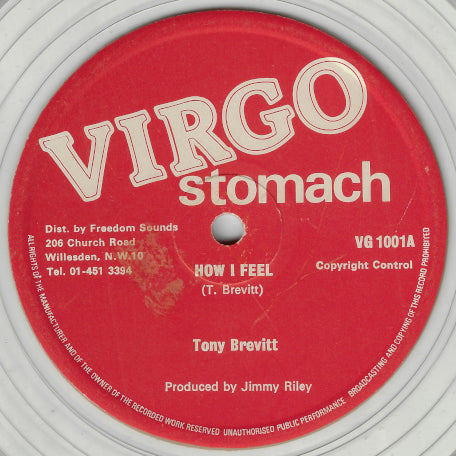 VIRGO
stomach
Dist. by Freedom Sounds
206 Church Road
Willesden, N.W.10
Tel. 01-451 3394
VG 1001A
Copyright Control
HOW I FEEL
(T. Brevitt)
Tony Brevitt
Produced by Jimmy Riley
ALL RIGHTS OF THE MANUFACTURER AND OF THE OWNER OF THE RECORDED WORK RESERVED UNAUTHORISED PUBLIC PERFORMANCE BROADCASTING AND COPYING OF THIS RECORD PROHIBITED